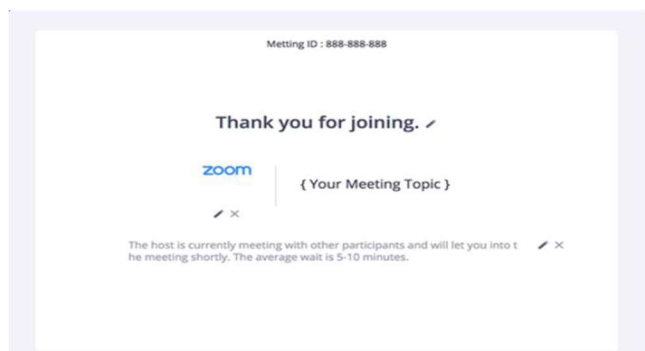 Metting ID : 888-888-888
Thank you for joining.
zoom
{ Your Meeting Topic }
The host is currently meeting with other participants and will let you into t
he meeting shortly. The average wait is 5-10 minutes.